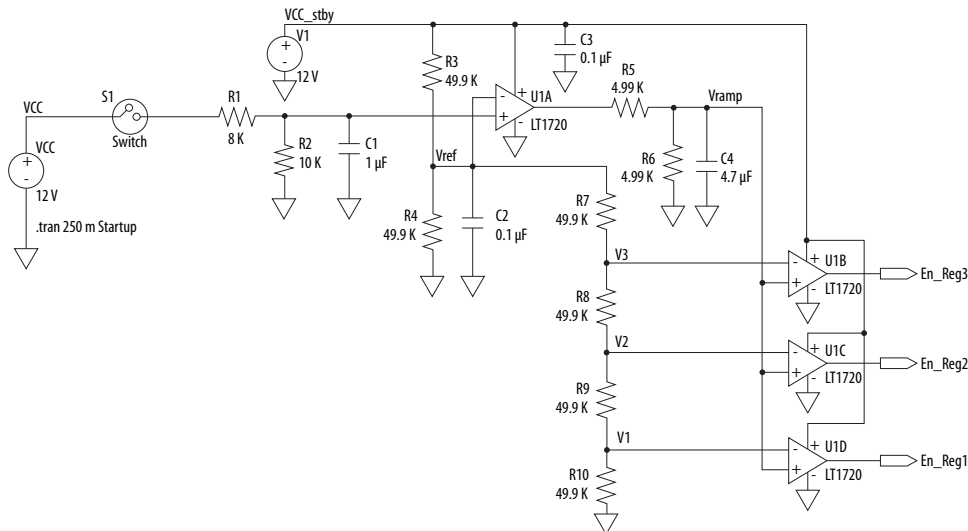 VCC_stby
V1
12 V
VCC
VCC
12 V
.tran 250 m Startup
S1
Switch
R1
8 K
R2
10 K
C1
1 µF
R3
49.9 K
Vref
R4
49.9 K
C2
0.1 µF
C3
0.1 µF
-
+
+
-
U1A
LT1720
R5
4.99 K
Vramp
R6
4.99 K
C4
4.7 µF
R7
49.9 K
V3
R8
49.9 K
V2
R9
49.9 K
V1
R10
49.9 K
-
+
+
-
U1B
LT1720
En_Reg3
-
+
+
-
U1C
LT1720
En_Reg2
-
+
+
-
U1D
LT1720
En_Reg1